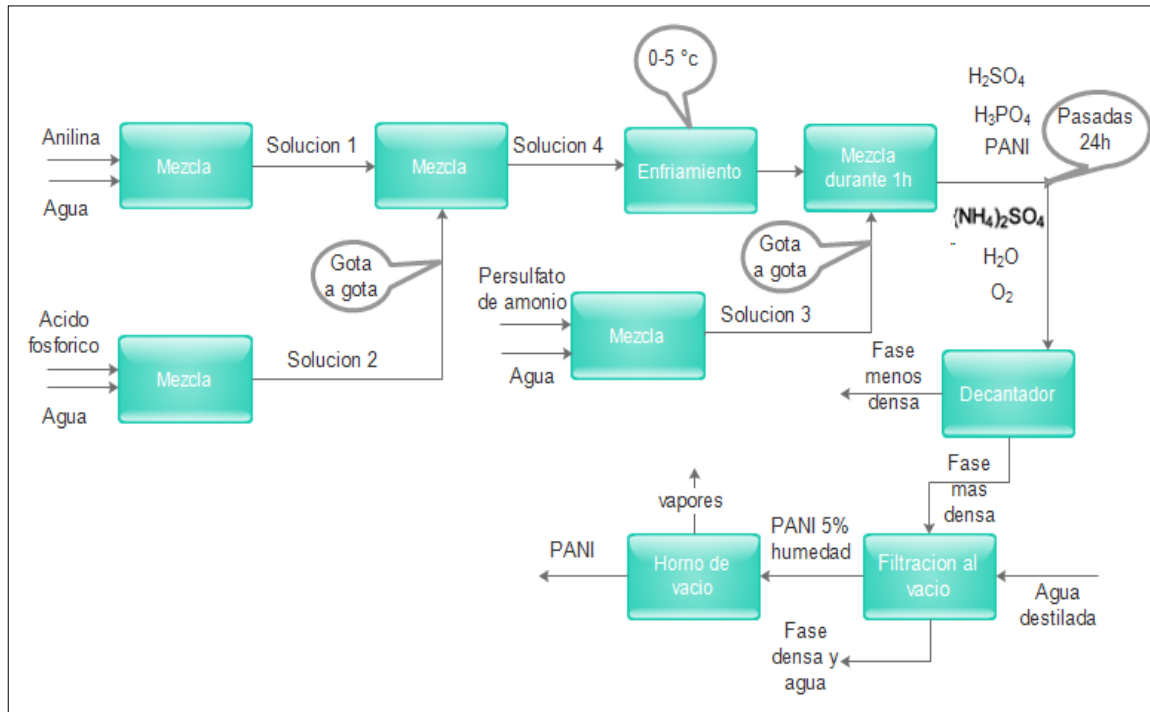 0-5 °c
H₂SO₄
H₃PO₄
PANI
Pasadas
24h
Anilina
Agua
Mezcla
Solucion 1
Mezcla
Solucion 4
Enfriamiento
Mezcla
durante 1h
(NH₄)₂SO₄
H₂O
O₂
Gota
a gota
Gota
a gota
Persulfato
de amonio
Agua
Mezcla
Solucion 3
Acido
fosforico
Agua
Mezcla
Solucion 2
Fase
menos
densa
Decantador
Fase
mas
densa
vapores
PANI
Horno de
vacio
PANI 5%
humedad
Filtracion al
vacio
Agua
destilada
Fase
densa y
agua